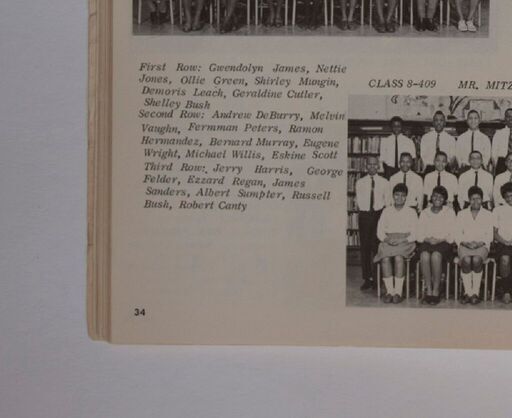 First Row: Gwendolyn James, Nettie
Jones, Ollie Green, Shirley Mungin,
Demoris Leach, Geraldine Cutler,
Shelley Bush
Second Row: Andrew DeBurry, Melvin
Vaughn, Fernmman Peters, Ramon
Hermandez, Bernard Murray, Eugene
Wright, Michael Willis, Eskine Scott
Third Row: Jerry Harris, George
Felder, Ezzard Regan, James
Sanders, Albert Sumpter, Russell
Bush, Robert Canty
CLASS 8-409 MR. MITZ
34